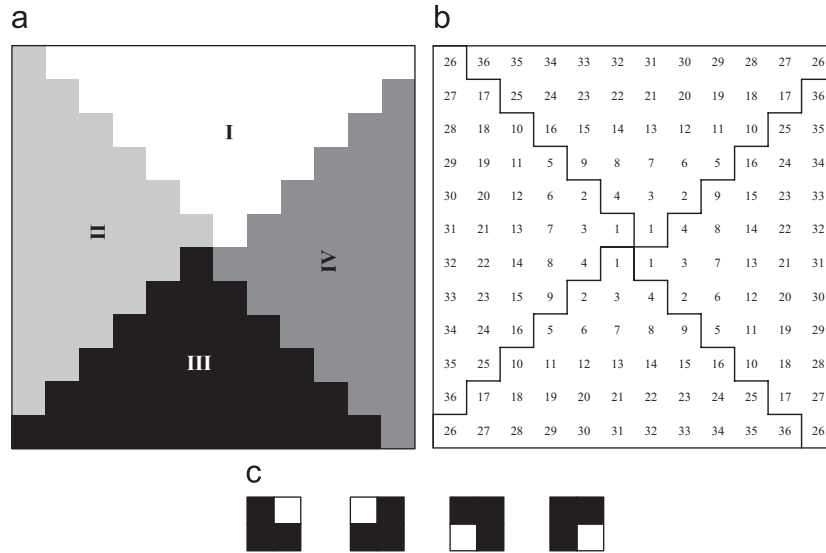 a
b
I
II
IV
III
26 36 35 34 33 32 31 30 29 28 27 26
27 17 25 24 23 22 21 20 19 18 17 36
28 18 10 16 15 14 13 12 11 10 25 35
29 19 11 5 9 8 7 6 5 16 24 34
30 20 12 6 2 4 3 2 9 15 23 33
31 21 13 7 3 1 1 4 8 14 22 32
32 22 14 8 4 1 1 3 7 13 21 31
33 23 15 9 2 3 4 2 6 12 20 30
34 24 16 5 6 7 8 9 5 11 19 29
35 25 10 11 12 13 14 15 16 10 18 28
36 17 18 19 20 21 22 23 24 25 17 27
26 27 28 29 30 31 32 33 34 35 36 26
c